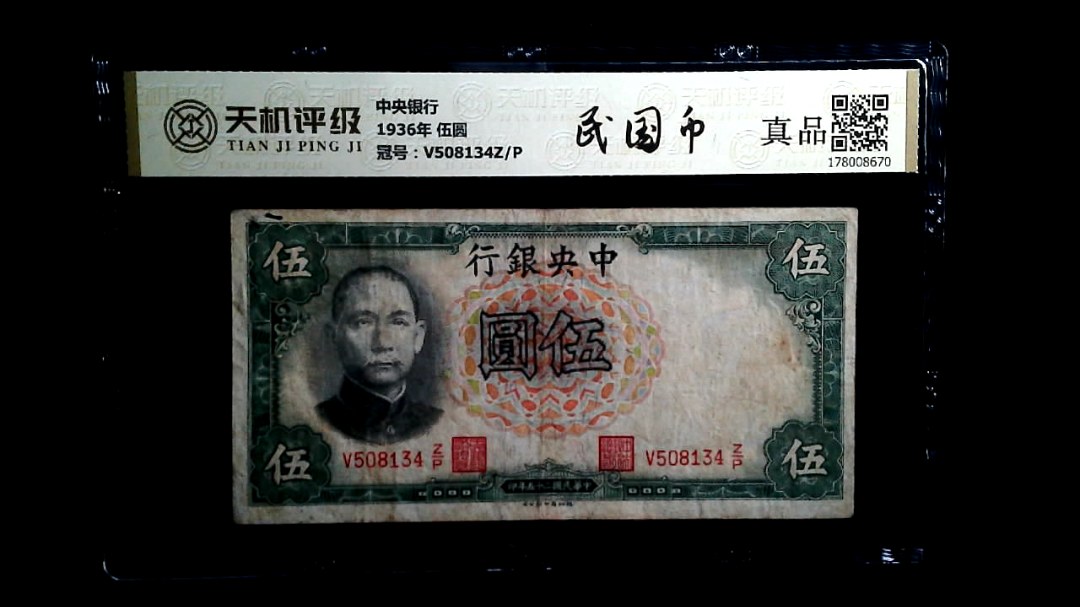 天机评级
TIAN JI PING JI
中央银行
1936年 伍圆
冠号：V508134Z/P
民国币
真品
178008670
伍
行銀央中
伍
圓伍
伍
V508134 Z/P
V508134 Z/P
伍